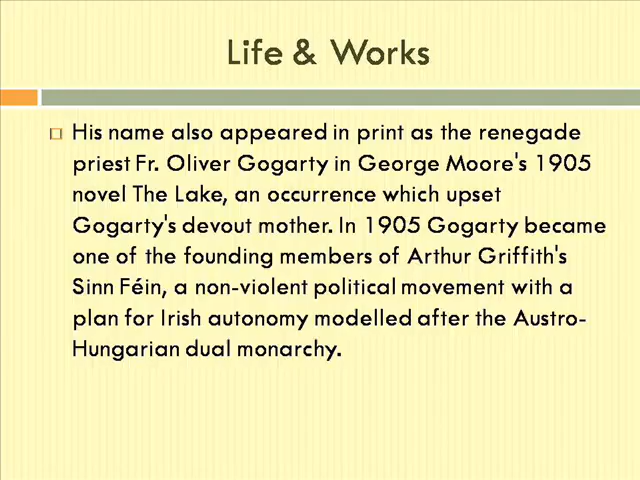 Life & Works
His name also appeared in print as the renegade
priest Fr. Oliver Gogarty in George Moore's 1905
novel The Lake, an occurrence which upset
Gogarty's devout mother. In 1905 Gogarty became
one of the founding members of Arthur Griffith's
Sinn Féin, a non-violent political movement with a
plan for Irish autonomy modelled after the Austro-
Hungarian dual monarchy.